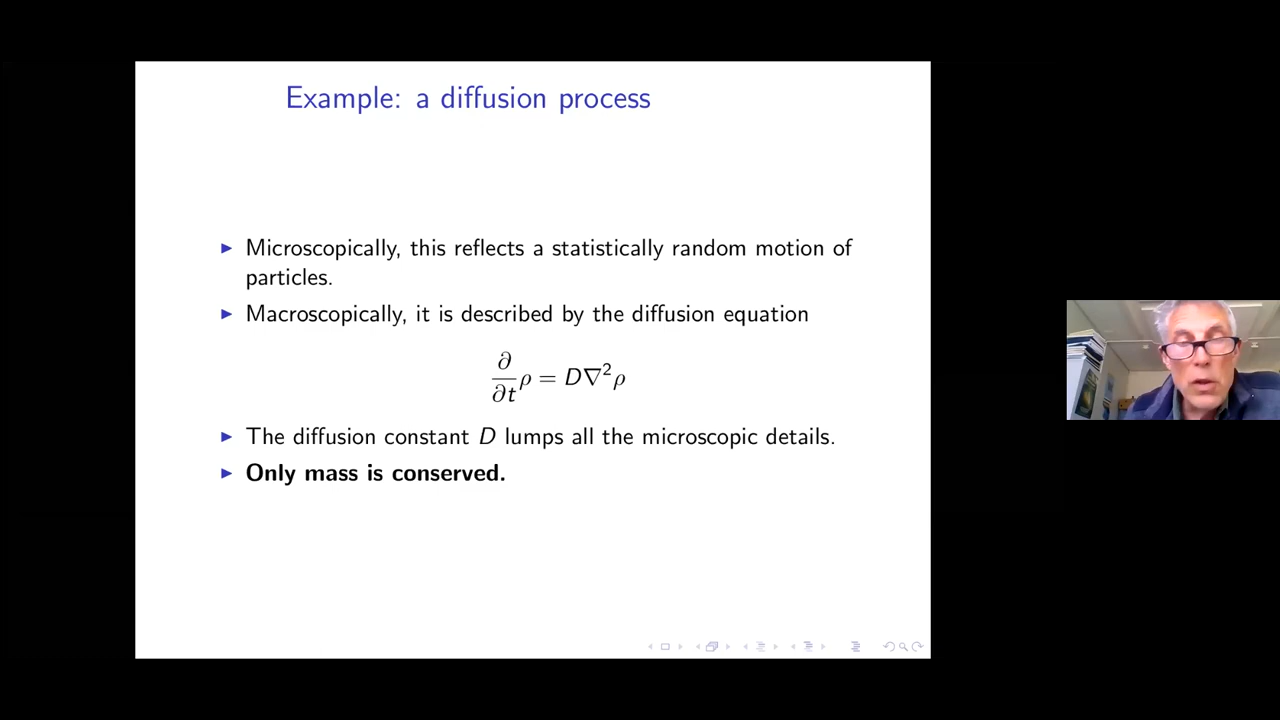 Example: a diffusion process
▶ Microscopically, this reflects a statistically random motion of
particles.
▶ Macroscopically, it is described by the diffusion equation
∂/∂t ρ = D∇²ρ
▶ The diffusion constant D lumps all the microscopic details.
▶ Only mass is conserved.